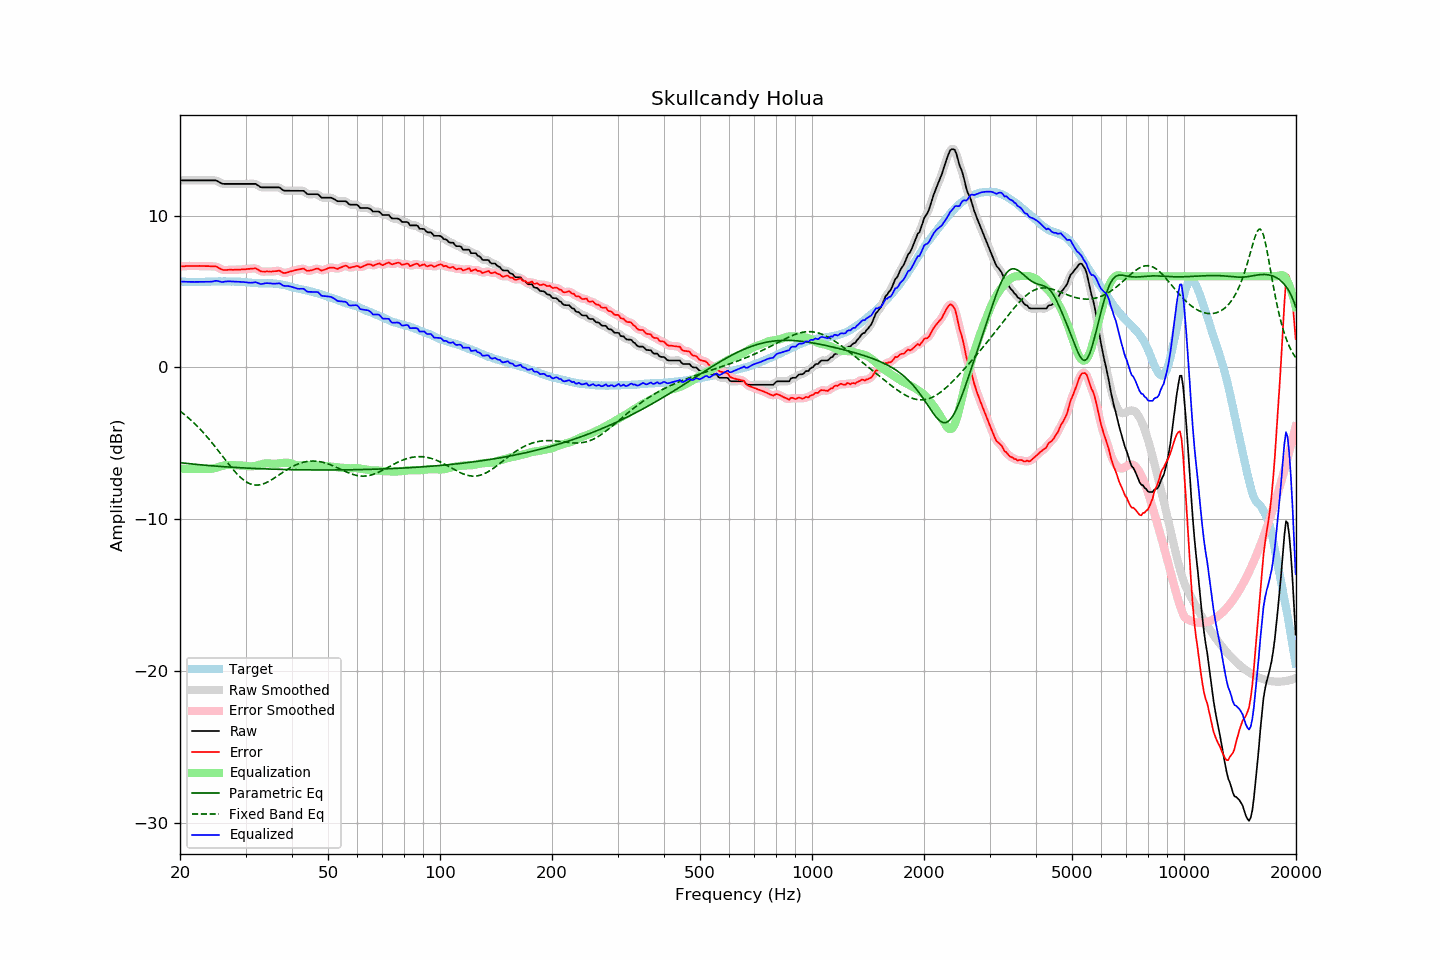 Skullcandy Holua
Amplitude (dBr)
10
0
−10
−20
−30
Target
Raw Smoothed
Error Smoothed
Raw
Error
Equalization
Parametric Eq
Fixed Band Eq
Equalized
20 50 100 200 500 1000 2000 5000 10000 20000
Frequency (Hz)